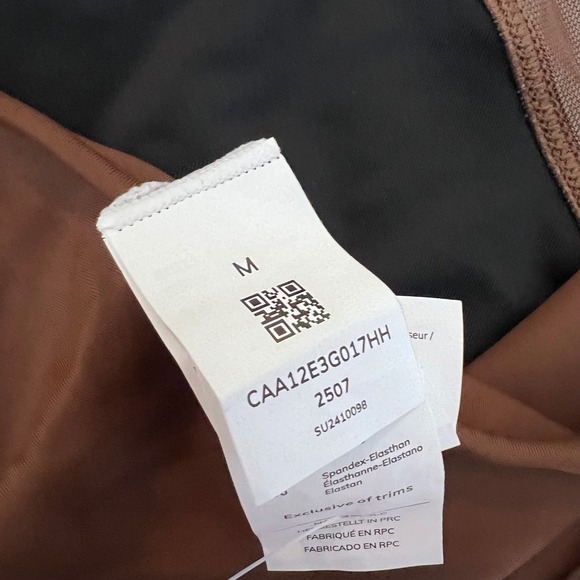 M
CAA12E3G017HH
2507
SU2410098
seur /
Spandex-Elasthan
Élasthanne-Elastano
Elastan
Exclusive of trims
IN PRC
FABRIQUÉ EN RPC
FABRICADO EN RPC